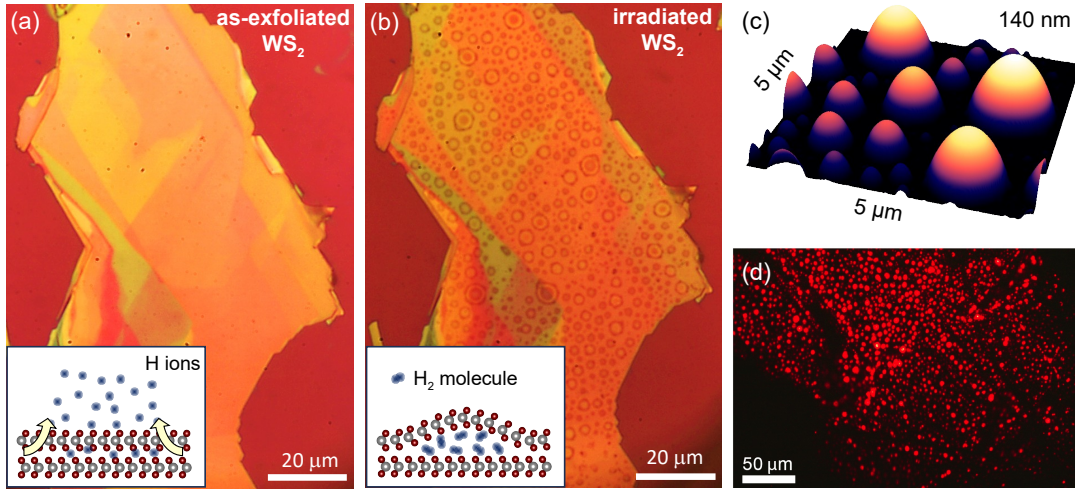 (a)
as-exfoliated
WS₂
H ions
20 μm
(b)
irradiated
WS₂
H₂ molecule
20 μm
(c)
140 nm
5 μm
5 μm
(d)
50 μm